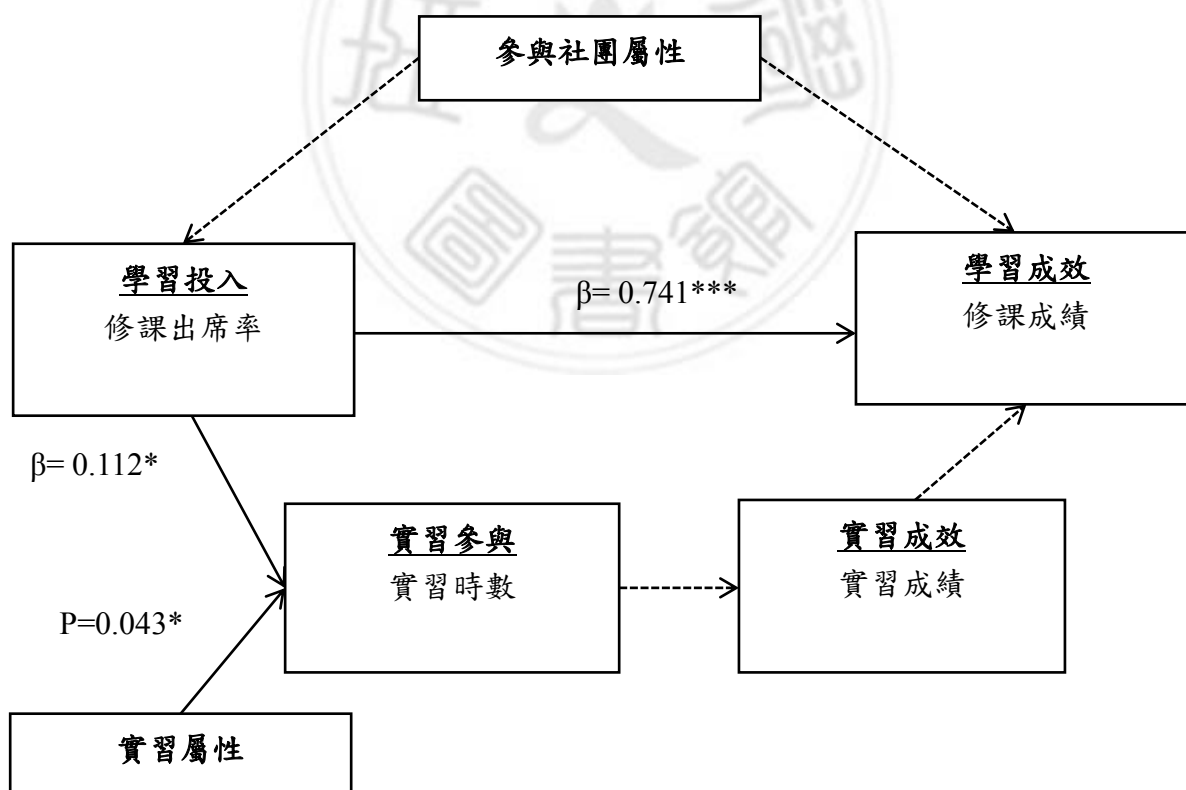 參與社團屬性
學習投入
修課出席率
β= 0.741***
學習成效
修課成績
β= 0.112*
實習參與
實習時數
實習成效
實習成績
P=0.043*
實習屬性